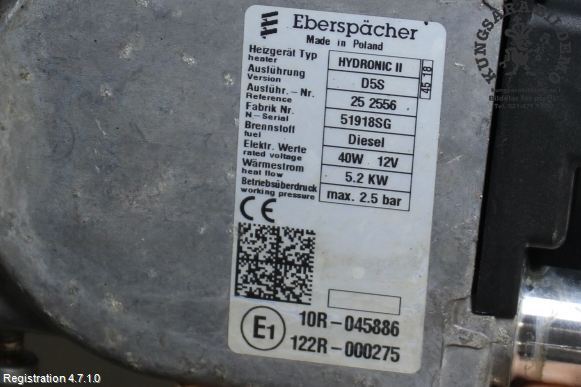 Eberspächer
Made in Poland
Heizgerät Typ
heater
HYDRONIC II
45 18
Ausführung
Version
D5S
Ausführ.- Nr.
Reference
25 2556
Fabrik Nr.
N.- Serial
51918SG
Brennstoff
fuel
Diesel
Elektr. Werte
rated voltage
40W 12V
Wärmestrom
heat flow
5.2 KW
Betriebsüberdruck
working pressure
max. 2.5 bar
CE
E1
10R-045886
122R-000275
KUNGSÄRABILDEMO
Registration 4.7.1.0